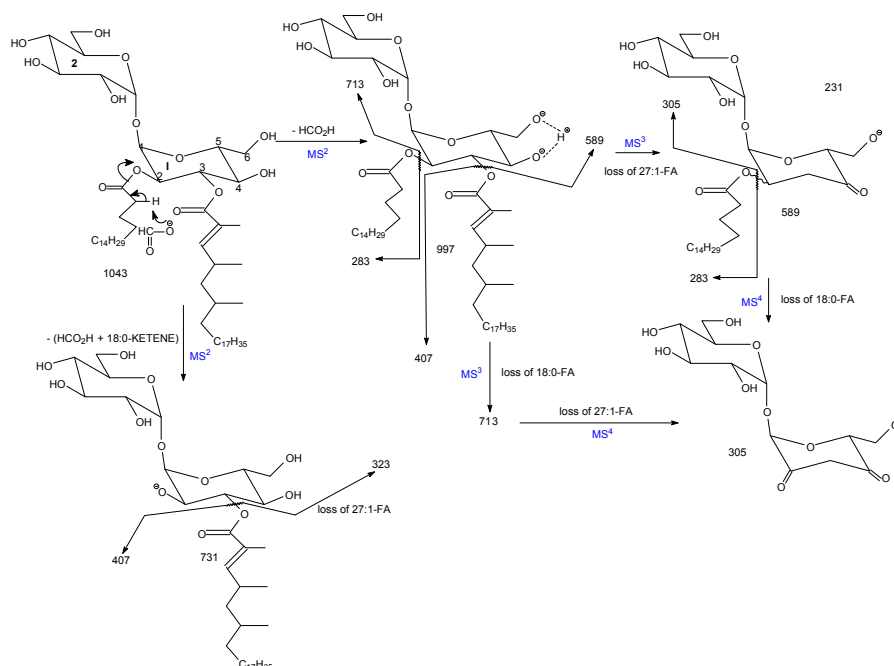 OH
HO
O
HO
2
OH
O
1
O
5
6
OH
I
O
2
3
4
OH
O
O
H
O
O
C14H29
HC
O
⊖
O
1043
C17H35
- HCO2H
MS2
OH
HO
O
HO
713
OH
O
O
O⊖
H⊕
O⊖
589
O
O
O
O
C14H29
997
283
C17H35
407
MS3
loss of 27:1-FA
OH
HO
O
HO
231
305
OH
O
O
O⊖
O
O
O
589
C14H29
283
MS4
loss of 18:0-FA
- (HCO2H + 18:0-KETENE)
MS2
OH
HO
O
HO
OH
O
O
OH
⊖O
OH
323
loss of 27:1-FA
O
O
407
731
MS3
loss of 18:0-FA
713
loss of 27:1-FA
MS4
OH
HO
O
HO
OH
O
O
305
O
O